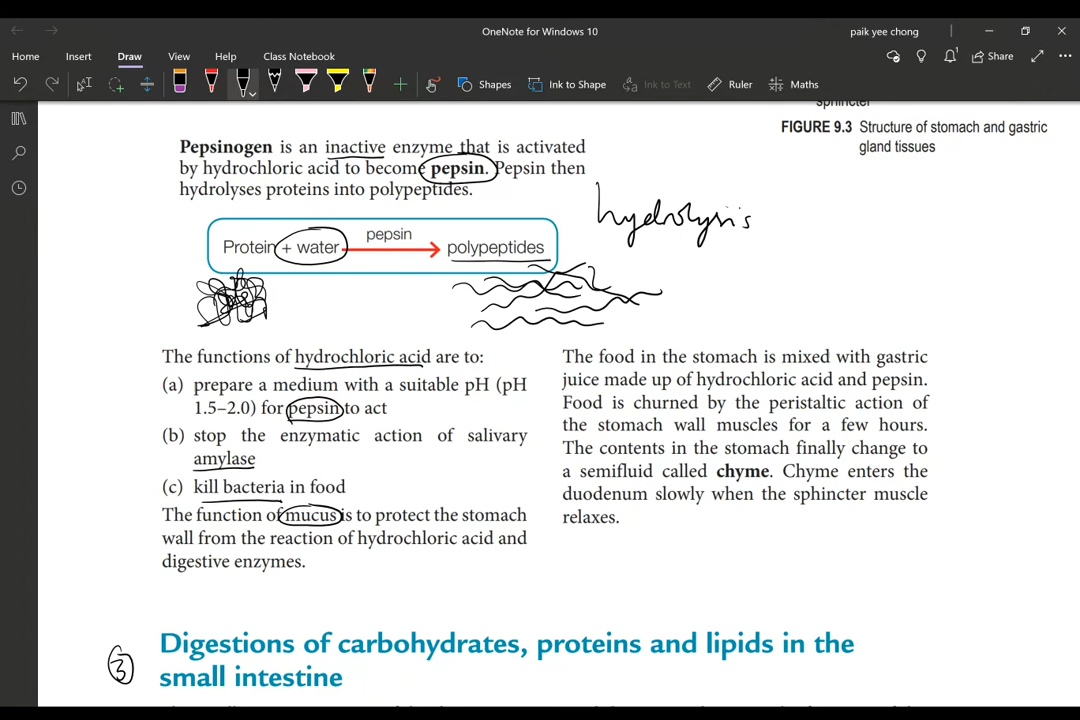 OneNote for Windows 10
paik yee chong
Home Insert Draw View Help Class Notebook
Share
Shapes Ink to Shape Ink to Text Ruler Maths
sphincter
FIGURE 9.3 Structure of stomach and gastric
gland tissues
Pepsinogen is an inactive enzyme that is activated
by hydrochloric acid to become pepsin. Pepsin then
hydrolyses proteins into polypeptides.
hydrolysis
Protein + water pepsin polypeptides
The functions of hydrochloric acid are to:
(a) prepare a medium with a suitable pH (pH
1.5–2.0) for pepsin to act
(b) stop the enzymatic action of salivary
amylase
(c) kill bacteria in food
The function of mucus is to protect the stomach
wall from the reaction of hydrochloric acid and
digestive enzymes.
The food in the stomach is mixed with gastric
juice made up of hydrochloric acid and pepsin.
Food is churned by the peristaltic action of
the stomach wall muscles for a few hours.
The contents in the stomach finally change to
a semifluid called chyme. Chyme enters the
duodenum slowly when the sphincter muscle
relaxes.
3
Digestions of carbohydrates, proteins and lipids in the
small intestine